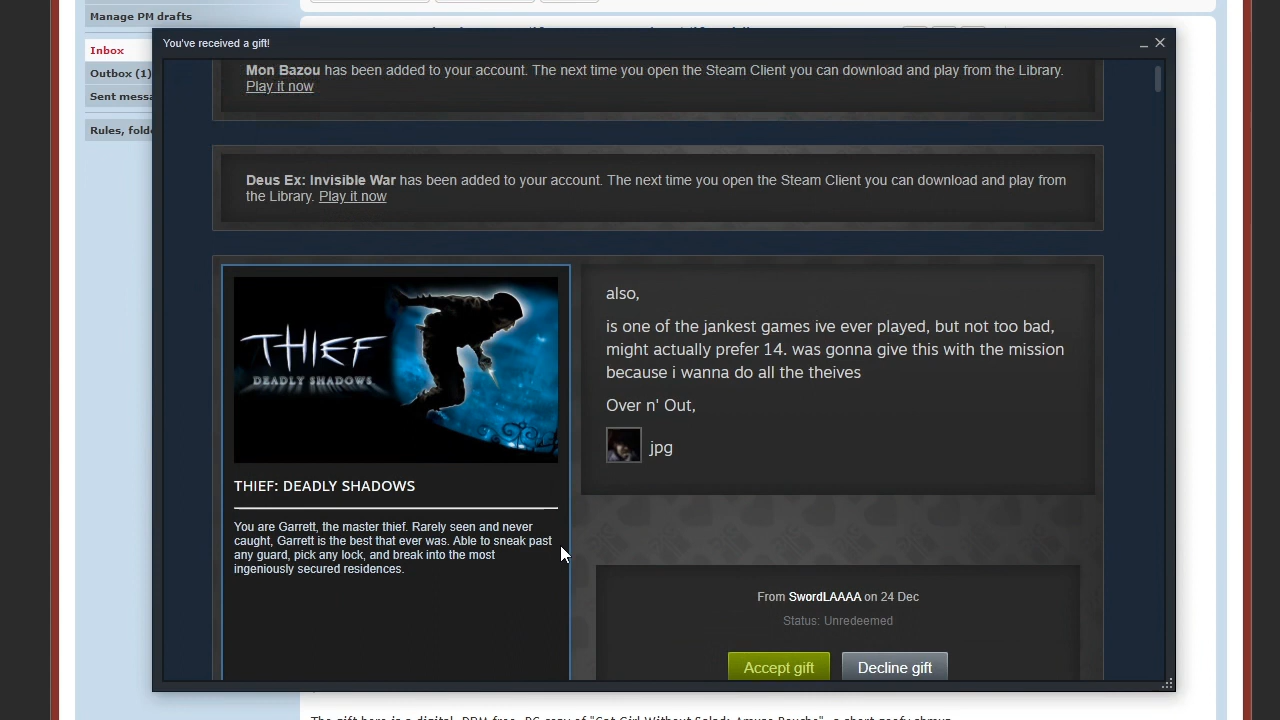 Manage PM drafts
You've received a gift!
Inbox
Mon Bazou has been added to your account. The next time you open the Steam Client you can download and play from the Library.
Outbox (1)
Play it now
Sent messa
Rules, folde
Deus Ex: Invisible War has been added to your account. The next time you open the Steam Client you can download and play from
the Library. Play it now
THIEF
DEADLY SHADOWS
THIEF: DEADLY SHADOWS
You are Garrett, the master thief. Rarely seen and never
caught, Garrett is the best that ever was. Able to sneak past
any guard, pick any lock, and break into the most
ingeniously secured residences.
also,
is one of the jankest games ive ever played, but not too bad,
might actually prefer 14. was gonna give this with the mission
because i wanna do all the theives
Over n' Out,
jpg
From SwordLAAAA on 24 Dec
Status: Unredeemed
Accept gift
Decline gift